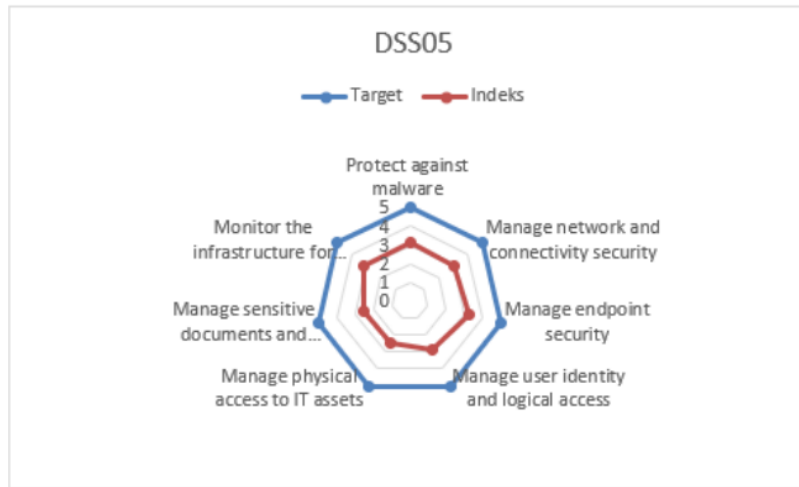 DSS05
Target Indeks
Protect against
malware
Manage network and
connectivity security
Manage endpoint
security
Manage user identity
and logical access
Manage physical
access to IT assets
Manage sensitive
documents and...
Monitor the
infrastructure for...
5
4
3
2
1
0